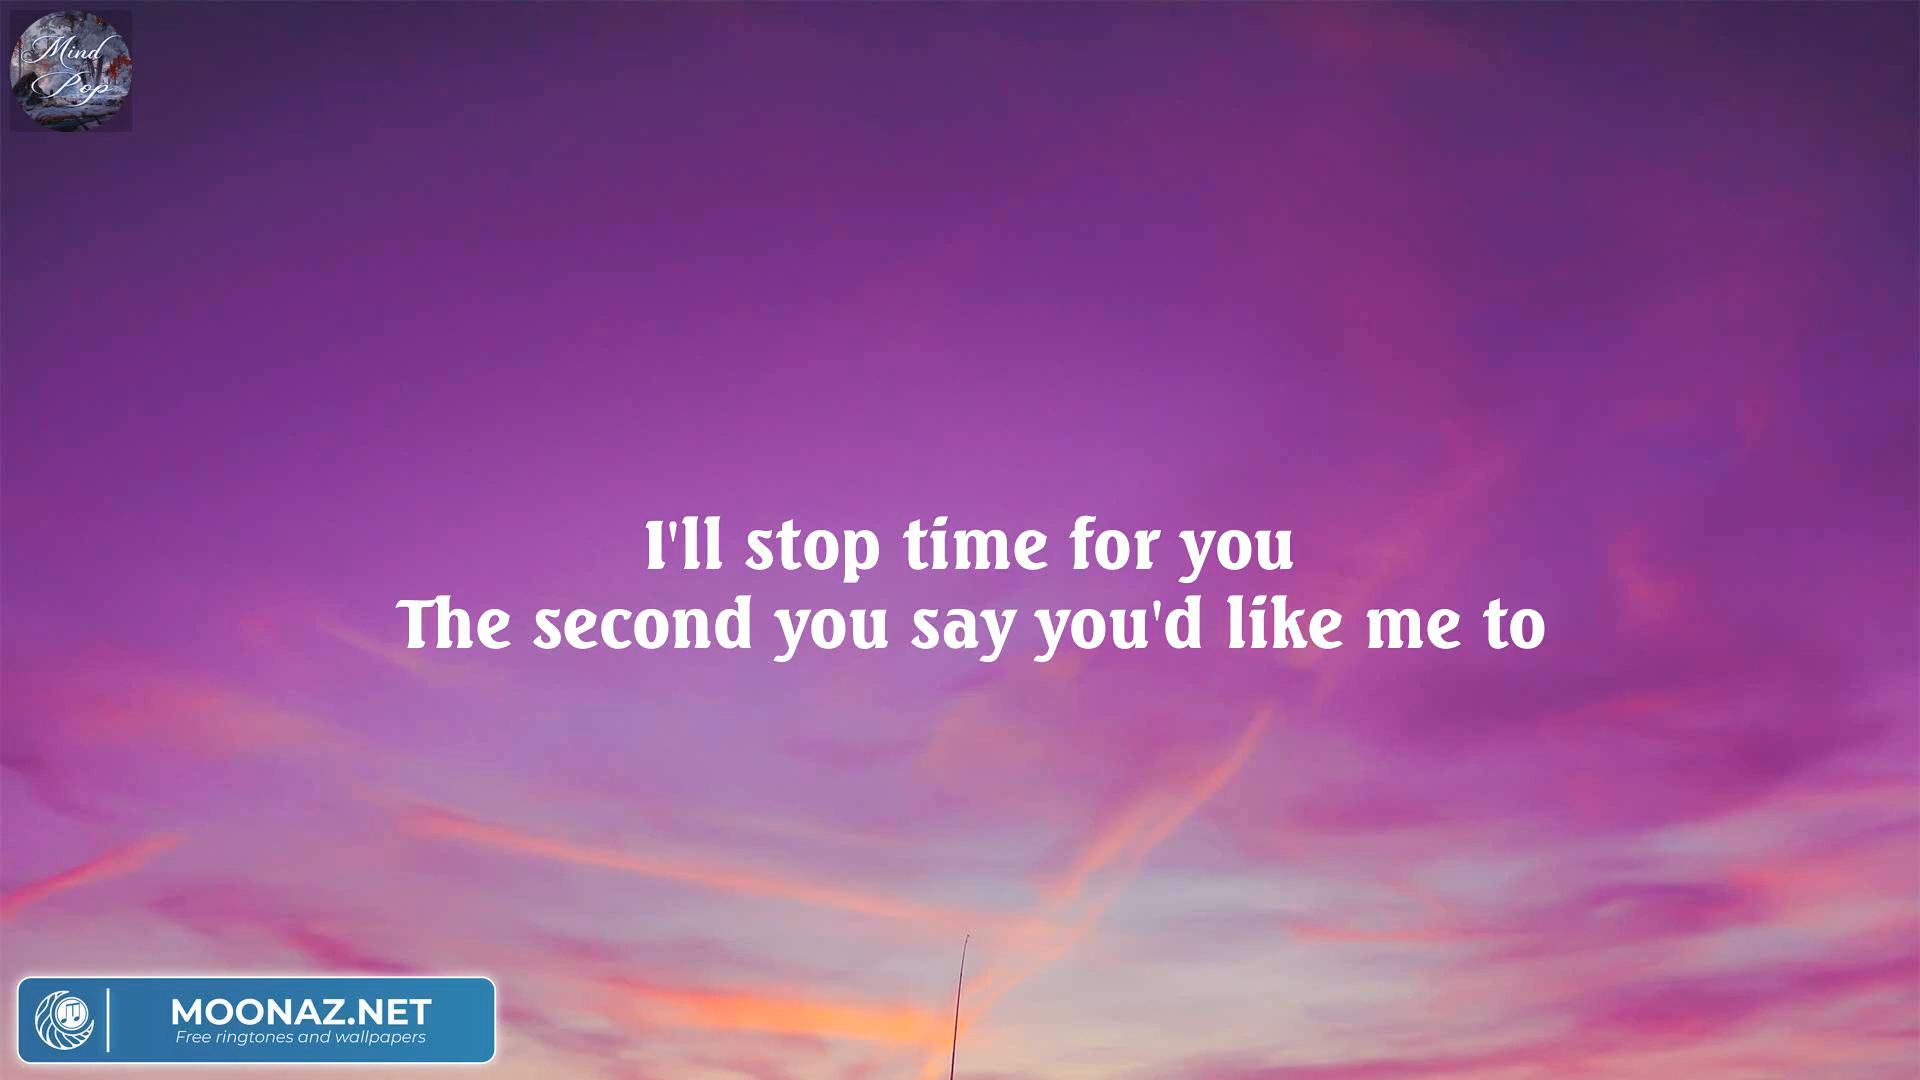 Mind
Pop
I'll stop time for you
The second you say you'd like me to
MOONAZ.NET
Free ringtones and wallpapers